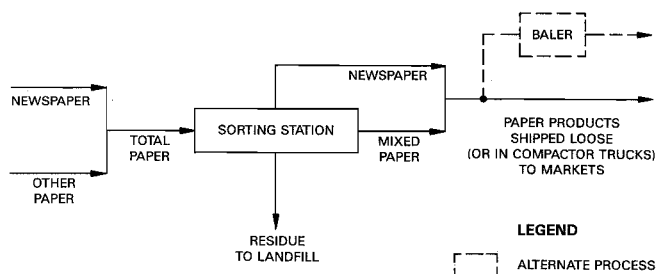 BALER
NEWSPAPER
NEWSPAPER
SORTING STATION
TOTAL
PAPER
MIXED
PAPER
PAPER PRODUCTS
SHIPPED LOOSE
(OR IN COMPACTOR TRUCKS)
TO MARKETS
OTHER
PAPER
RESIDUE
TO LANDFILL
LEGEND
ALTERNATE PROCESS